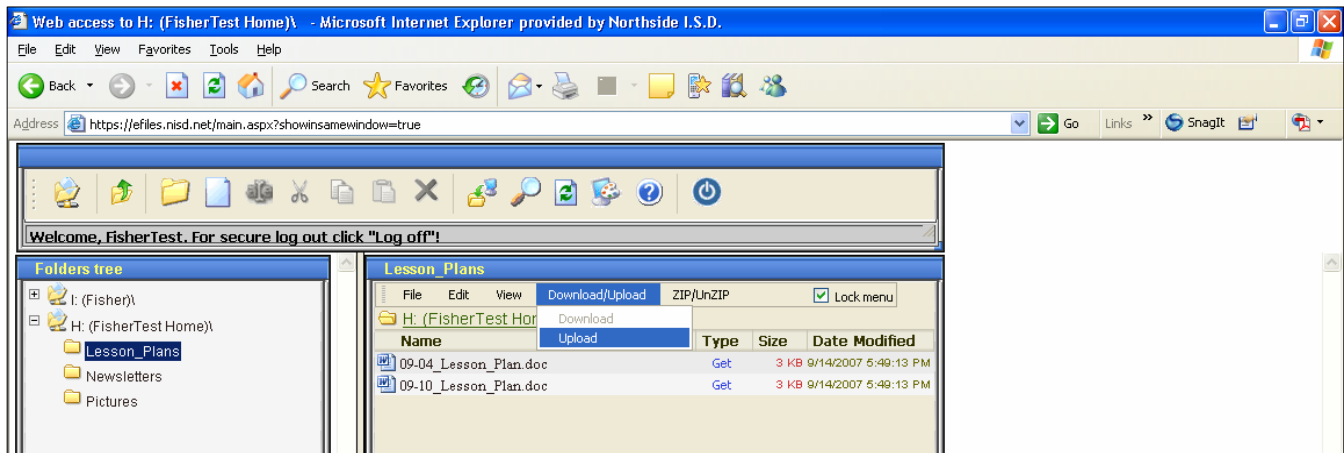 Web access to H: (FisherTest Home)\ - Microsoft Internet Explorer provided by Northside I.S.D.
File Edit View Favorites Tools Help
Back Search Favorites
Address https://efiles.nisd.net/main.aspx?showinsamewindow=true Go Links » SnagIt
Welcome, FisherTest. For secure log out click "Log off"!
Folders tree
I: (Fisher)\
H: (FisherTest Home)\
Lesson_Plans
Newsletters
Pictures
Lesson_Plans
File Edit View Download/Upload ZIP/UnZIP Lock menu
H: (FisherTest Hor
Download
Upload
Name Type Size Date Modified
09-04_Lesson_Plan.doc Get 3 KB 9/14/2007 5:49:13 PM
09-10_Lesson_Plan.doc Get 3 KB 9/14/2007 5:49:13 PM